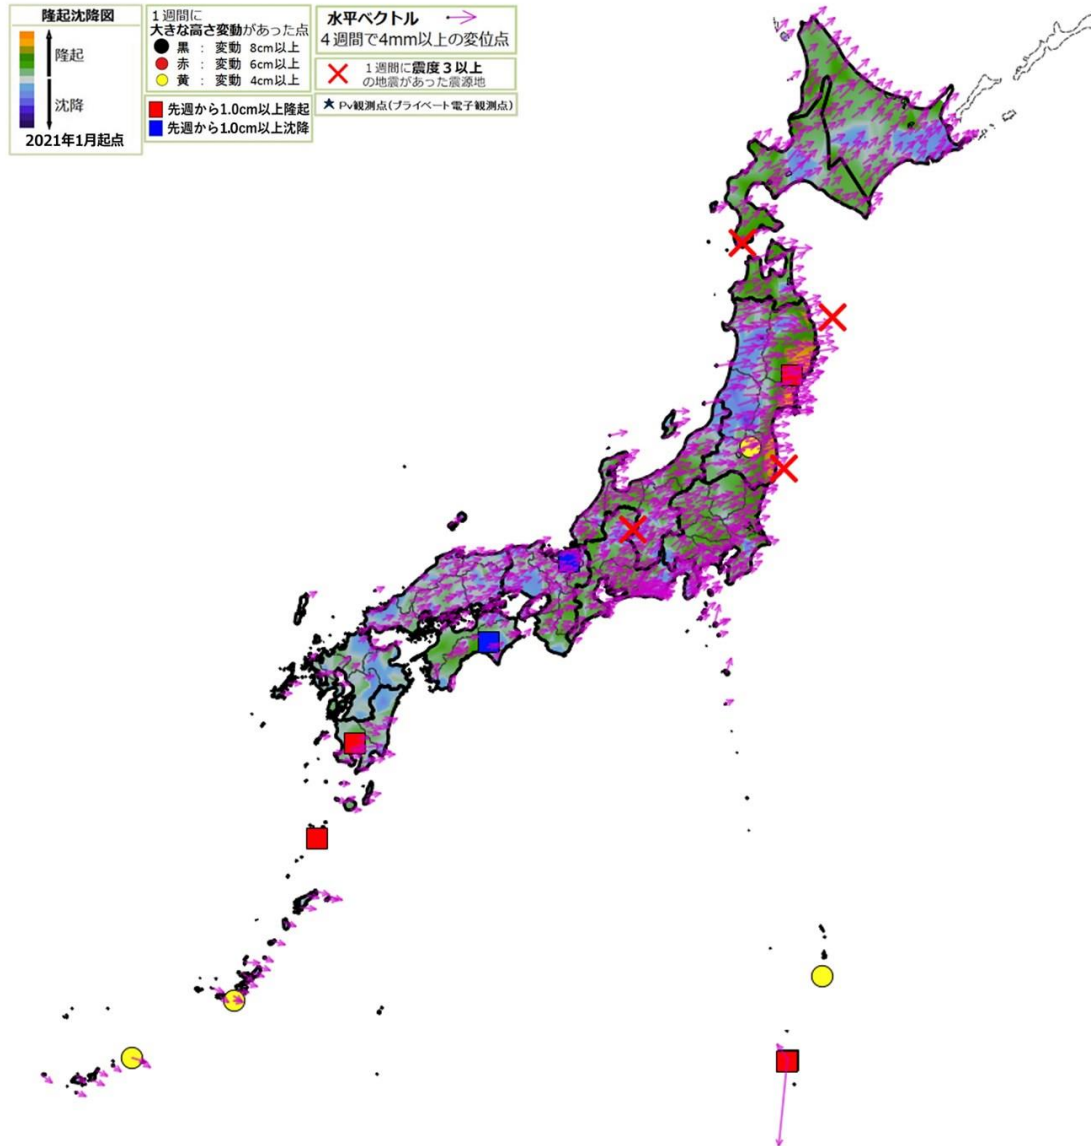 隆起沈降図
隆起
沈降
2021年1月起点
1週間に
大きな高さ変動があった点
黒 : 変動 8cm以上
赤 : 変動 6cm以上
黄 : 変動 4cm以上
先週から1.0cm以上隆起
先週から1.0cm以上沈降
水平ベクトル
4週間で4mm以上の変位点
1週間に震度3以上
の地震があった震源地
Pv観測点(プライベート電子観測点)